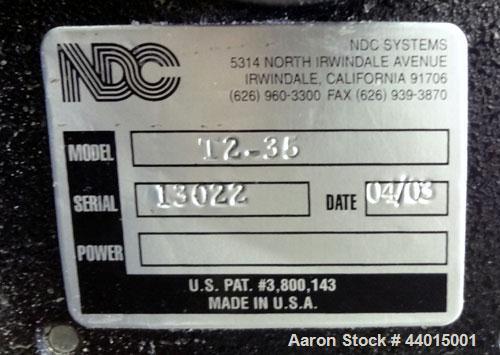 NDC
NDC SYSTEMS
5314 NORTH IRWINDALE AVENUE
IRWINDALE, CALIFORNIA 91706
(626) 960-3300 FAX (626) 939-3870
MODEL T2-35
SERIAL 13022 DATE 04/03
POWER
U.S. PAT. #3,800,143
MADE IN U.S.A.
Aaron Stock # 44015001